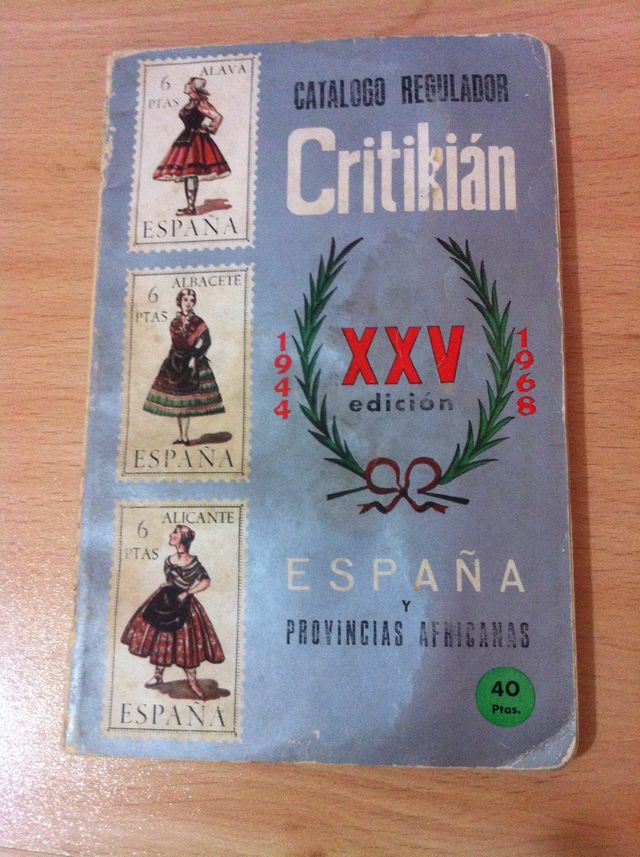 ALAVA
6
PTAS
ESPAÑA
ALBACETE
6
PTAS
ESPAÑA
ALICANTE
6
PTAS
ESPAÑA
CATALOGO REGULADOR
Critikián
1944
XXV
edición
1968
ESPAÑA
Y
PROVINCIAS AFRICANAS
40
Ptas.